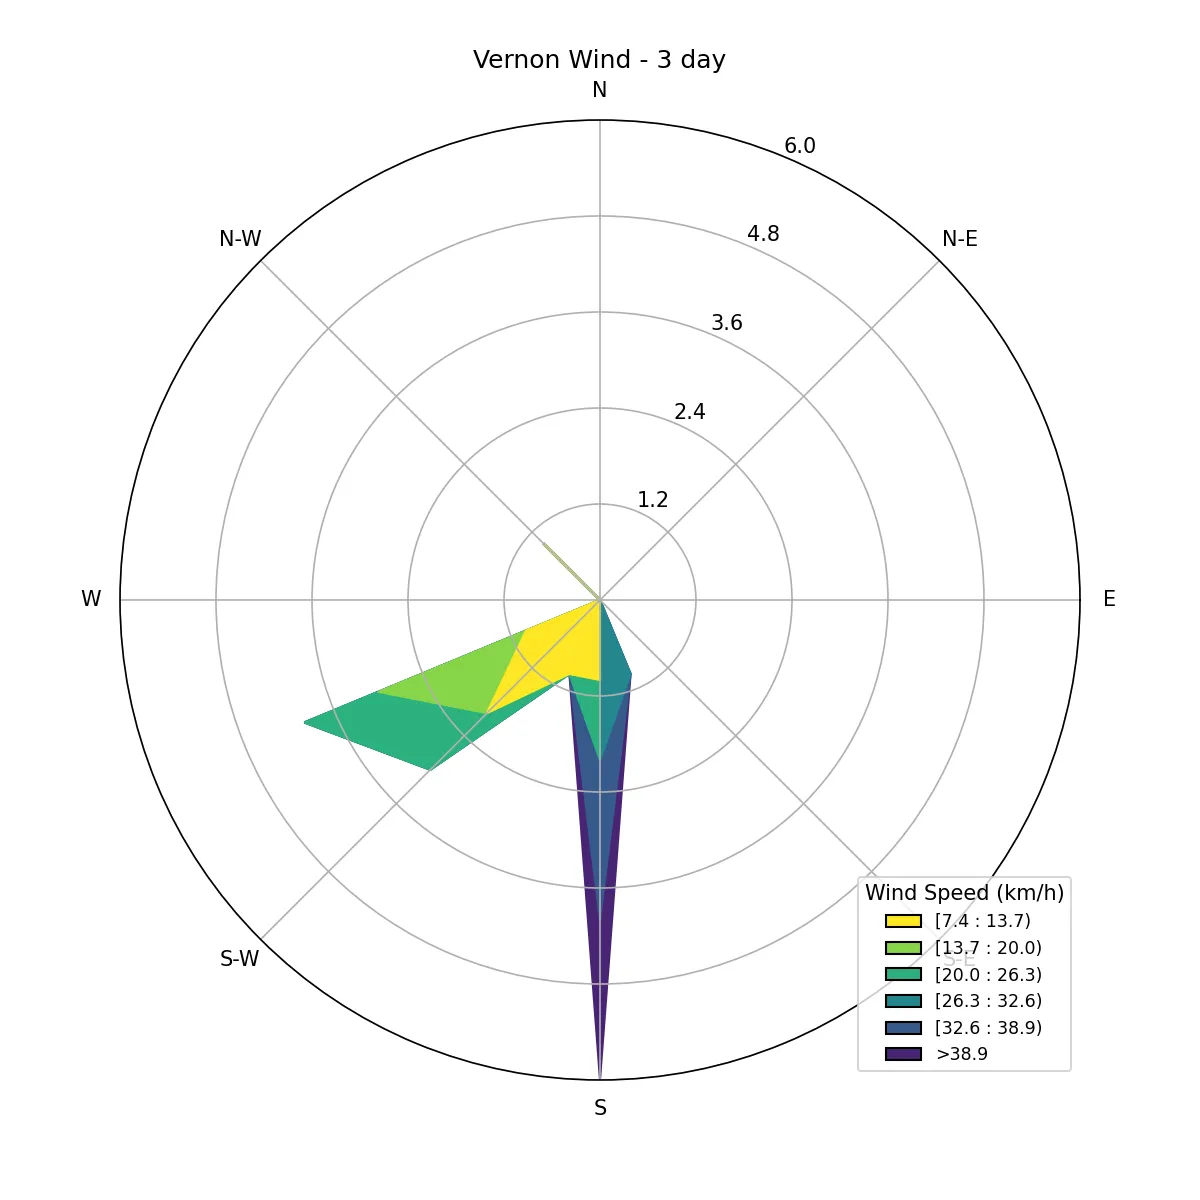 Vernon Wind - 3 day
N
6.0
N-W
4.8
N-E
3.6
2.4
1.2
W
E
Wind Speed (km/h)
[7.4 : 13.7)
[13.7 : 20.0)
S-W
S-E
[20.0 : 26.3)
[26.3 : 32.6)
[32.6 : 38.9)
>38.9
S